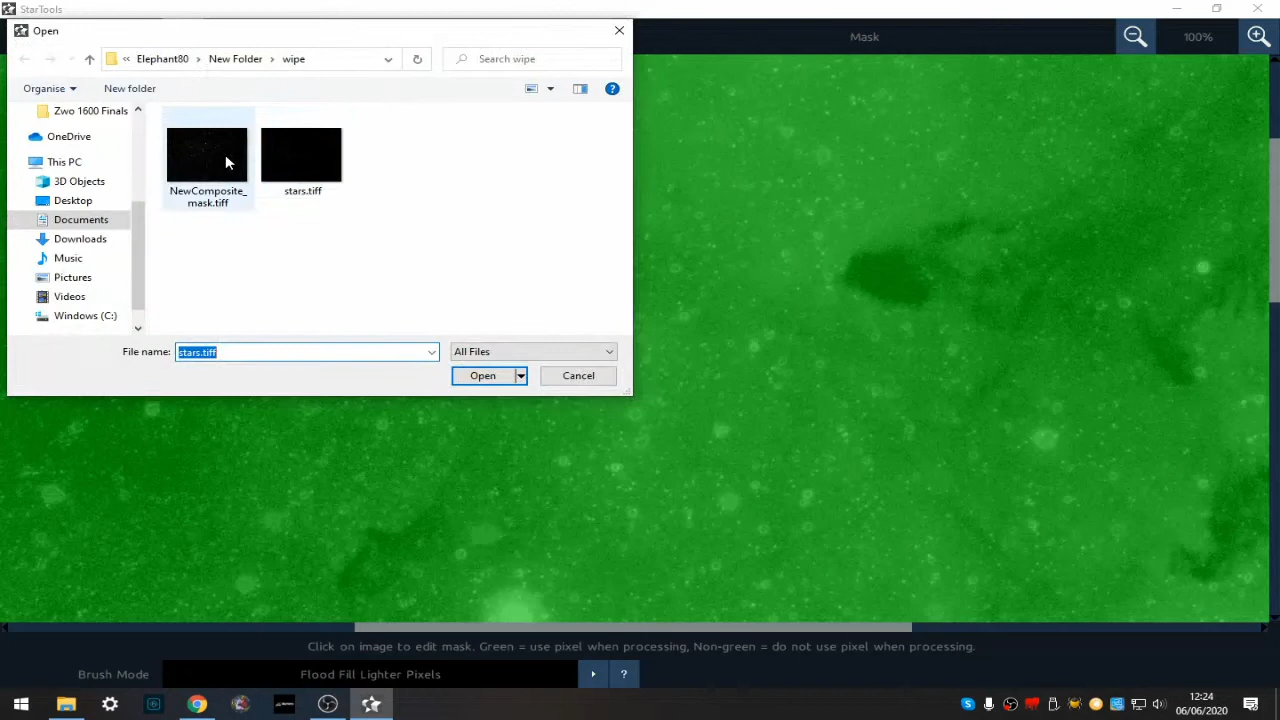 StarTools
Open
Mask
100%
« Elephant80 › New Folder › wipe
Search wipe
Organise
New folder
Zwo 1600 Finals
OneDrive
This PC
3D Objects
Desktop
Documents
Downloads
Music
Pictures
Videos
Windows (C:)
NewComposite_
mask.tiff
stars.tiff
File name:
stars.tiff
All Files
Open
Cancel
Click on image to edit mask. Green = use pixel when processing, Non-green = do not use pixel when processing.
Brush Mode
Flood Fill Lighter Pixels
?
12:24
06/06/2020